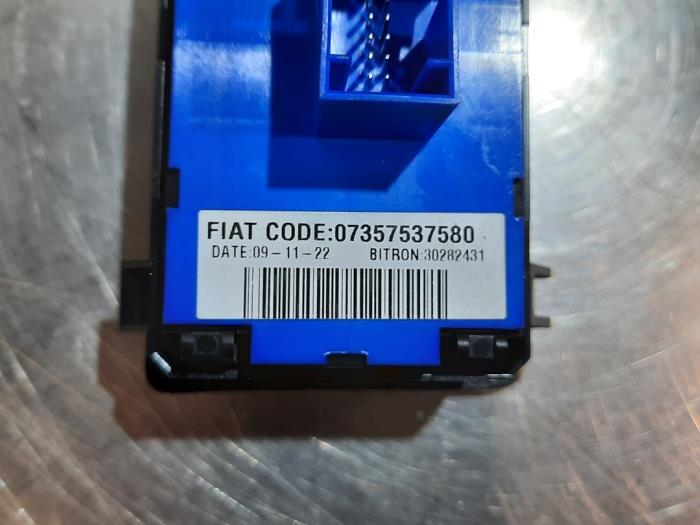 FIAT CODE:07357537580
DATE:09-11-22 BITRON:30282431